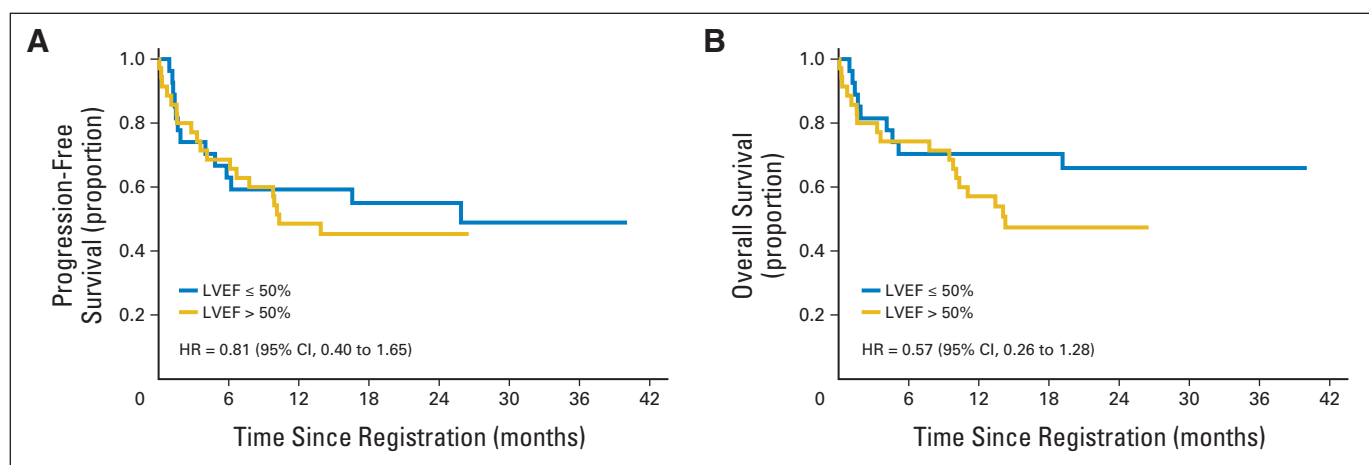 A
1.0
0.8
0.6
0.4
0.2
Progression-Free
Survival (proportion)
LVEF ≤ 50%
LVEF > 50%
HR = 0.81 (95% CI, 0.40 to 1.65)
0 6 12 18 24 30 36 42
Time Since Registration (months)
B
1.0
0.8
0.6
0.4
0.2
Overall Survival
(proportion)
LVEF ≤ 50%
LVEF > 50%
HR = 0.57 (95% CI, 0.26 to 1.28)
0 6 12 18 24 30 36 42
Time Since Registration (months)